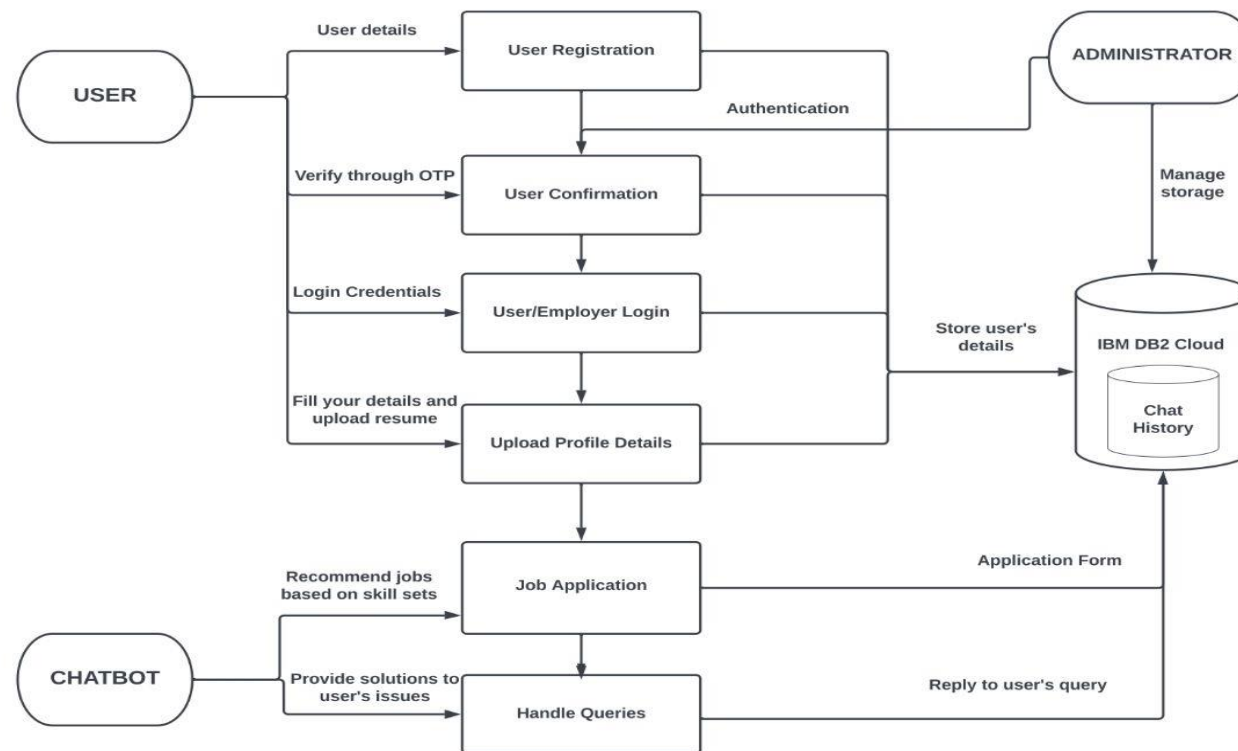 User details
User Registration
ADMINISTRATOR
USER
Authentication
Verify through OTP
User Confirmation
Manage
storage
Login Credentials
User/Employer Login
Store user's
details
IBM DB2 Cloud
Fill your details and
upload resume
Upload Profile Details
Chat
History
Recommend jobs
based on skill sets
Job Application
Application Form
CHATBOT
Provide solutions to
user's issues
Handle Queries
Reply to user's query